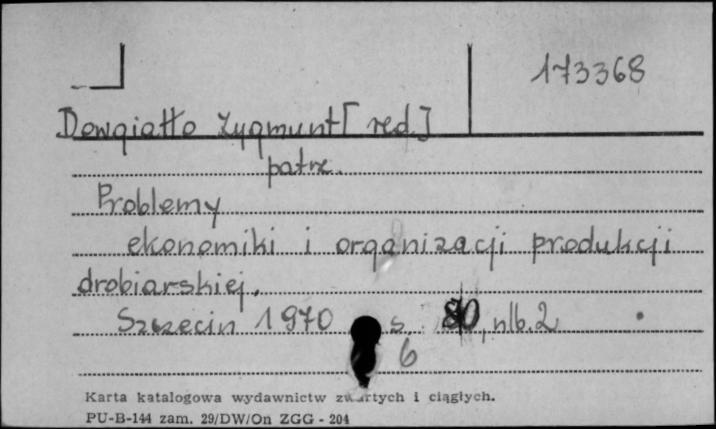 173368
Dowgiałło Zygmunt [red.]
patrz.
Problemy
ekonomiki i organizacji produkcji
drobiarskiej.
Szczecin 1970 s. 80, nlb. 2
6
Karta katalogowa wydawnictw zwartych i ciągłych.
PU-B-144 zam. 29/DW/On ZGG - 204